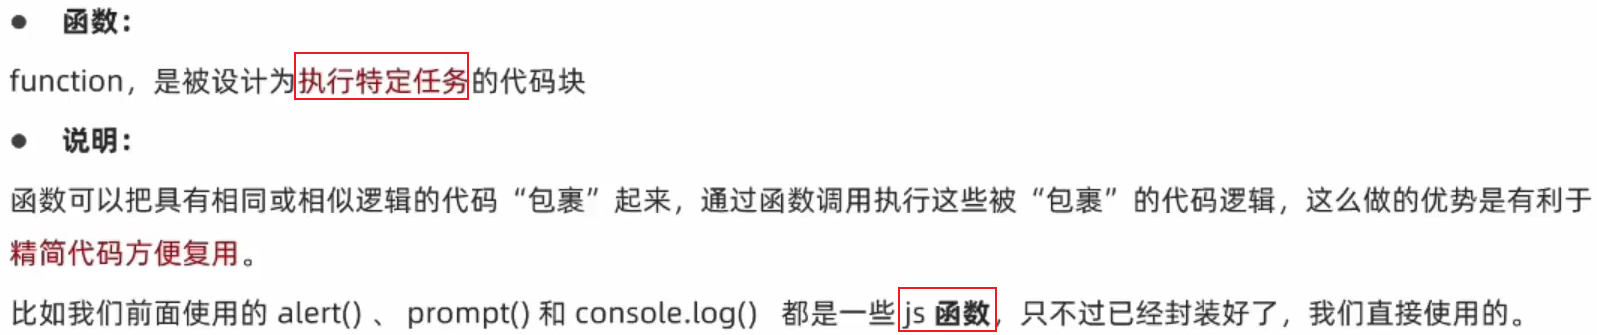 ● 函数：
function，是被设计为执行特定任务的代码块
● 说明：
函数可以把具有相同或相似逻辑的代码“包裹”起来，通过函数调用执行这些被“包裹”的代码逻辑，这么做的优势是有利于
精简代码方便复用。
比如我们前面使用的 alert() 、 prompt() 和 console.log() 都是一些 js 函数，只不过已经封装好了，我们直接使用的。